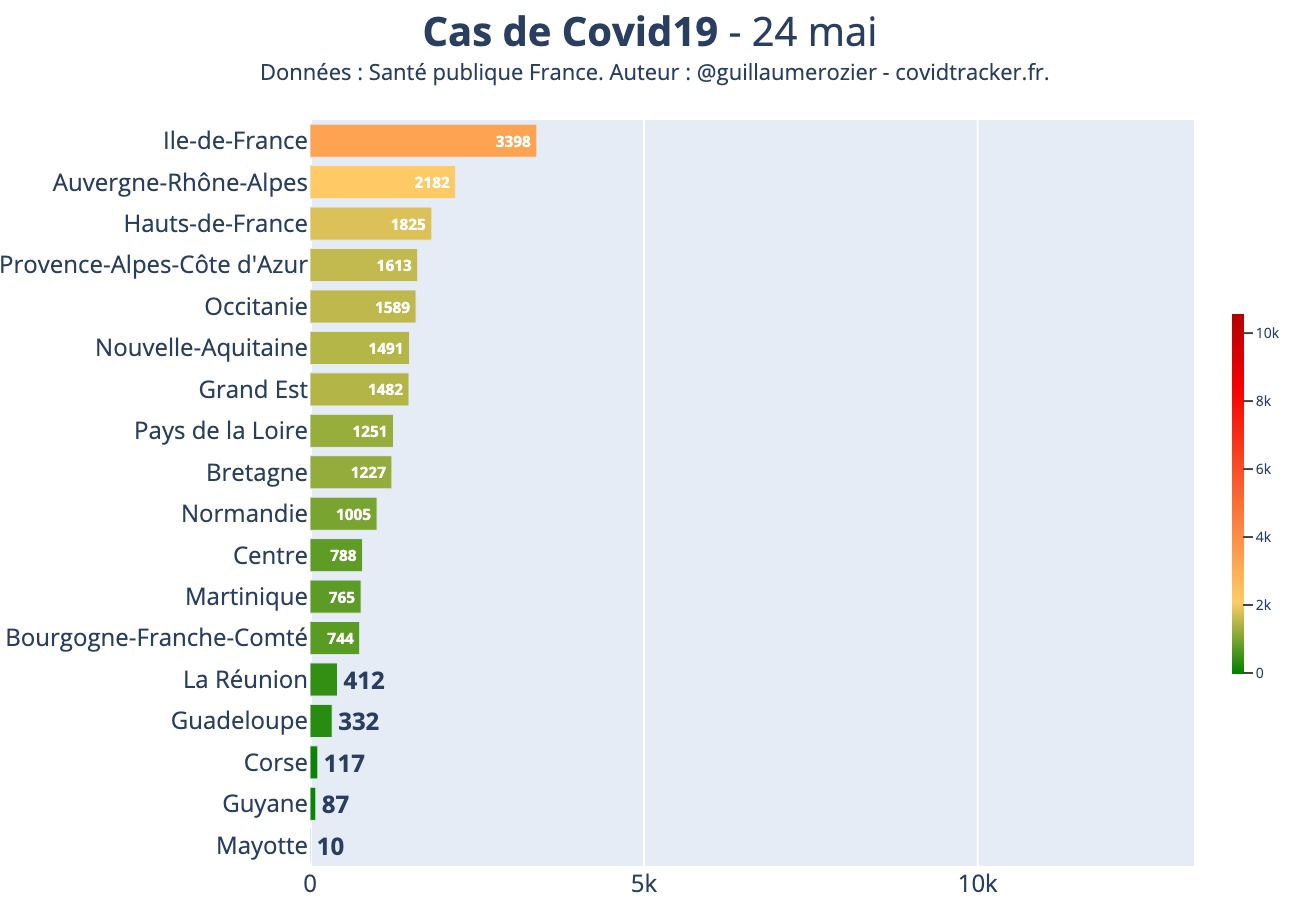 Cas de Covid19 - 24 mai
Données : Santé publique France. Auteur : @guillaumerozier - covidtracker.fr.
Ile-de-France 3398
Auvergne-Rhône-Alpes 2182
Hauts-de-France 1825
Provence-Alpes-Côte d'Azur 1613
Occitanie 1589
Nouvelle-Aquitaine 1491
Grand Est 1482
Pays de la Loire 1251
Bretagne 1227
Normandie 1005
Centre 788
Martinique 765
Bourgogne-Franche-Comté 744
La Réunion 412
Guadeloupe 332
Corse 117
Guyane 87
Mayotte 10
0 5k 10k
10k
8k
6k
4k
2k
0